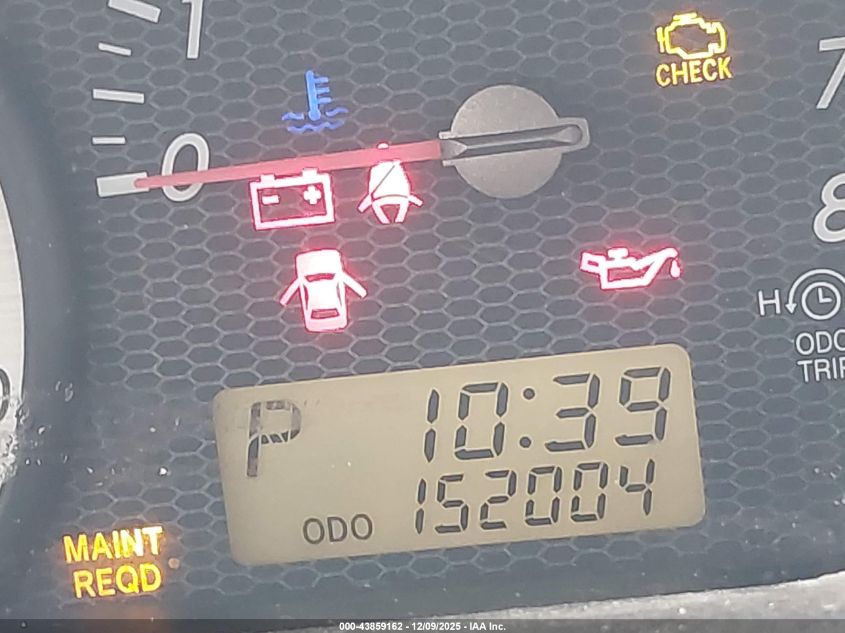 1
0
CHECK
7
8
H
ODO
TRIP
P 10:39
ODO 152004
MAINT
REQD
000-43859162 - 12/09/2025 - IAA Inc.